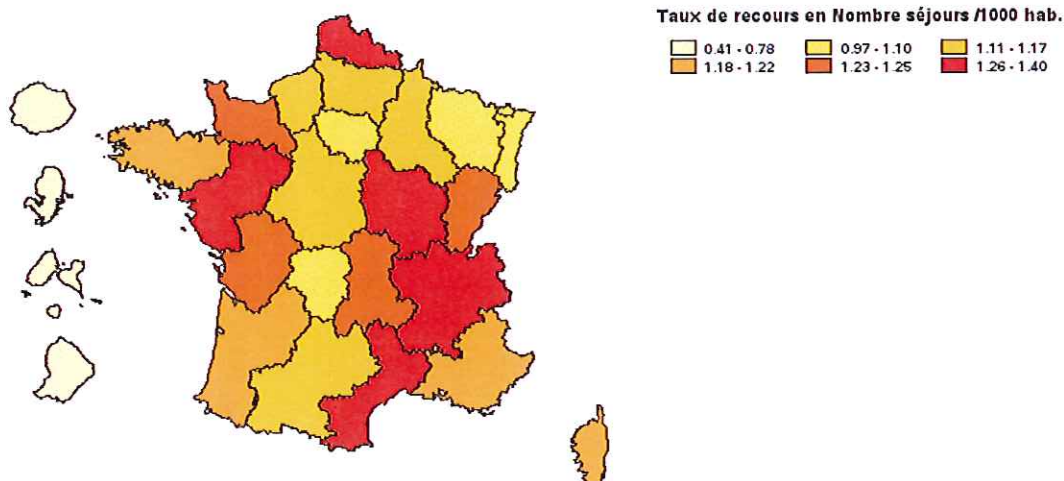 Taux de recours en Nombre séjours /1000 hab.
0.41 - 0.78 0.97 - 1.10 1.11 - 1.17
1.18 - 1.22 1.23 - 1.25 1.26 - 1.40